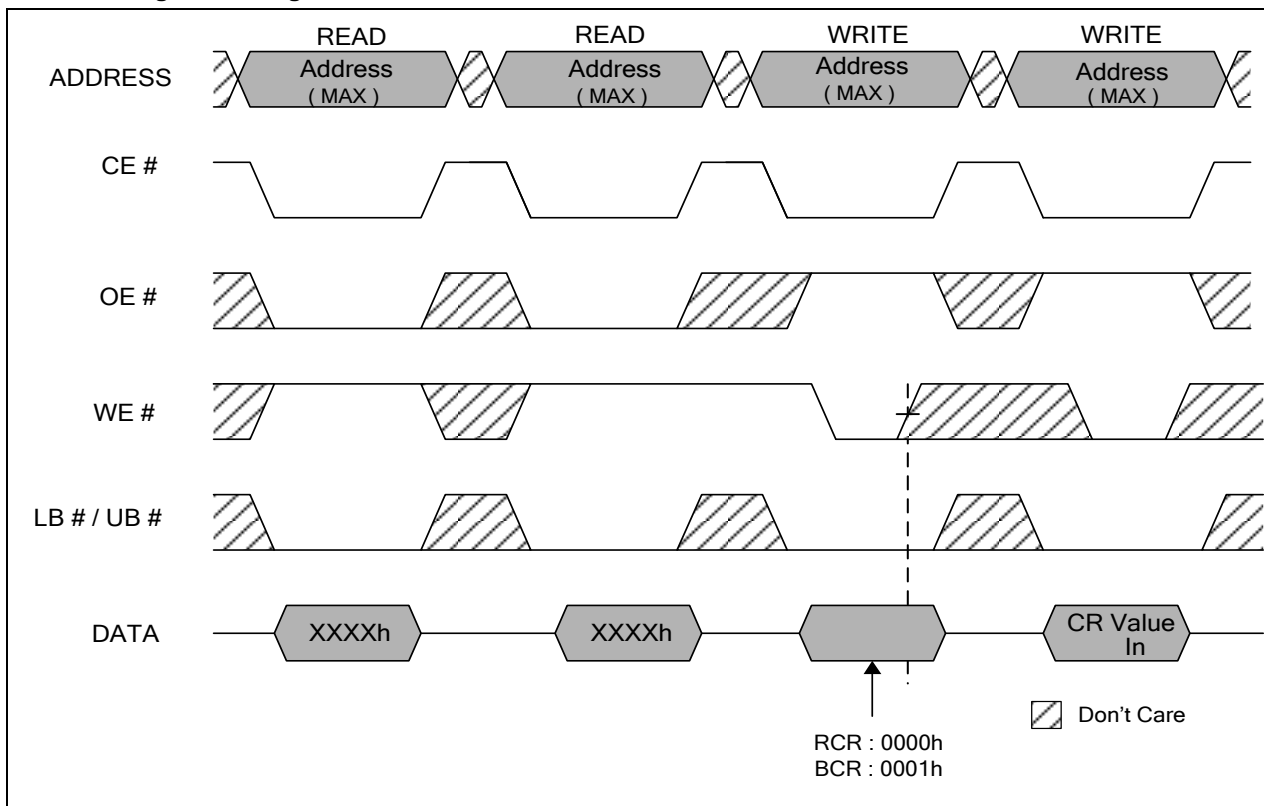 READ READ WRITE WRITE
ADDRESS Address Address Address Address
( MAX ) ( MAX ) ( MAX ) ( MAX )
CE #
OE #
WE #
LB # / UB #
DATA XXXXh XXXXh CR Value
In
Don't Care
RCR : 0000h
BCR : 0001h